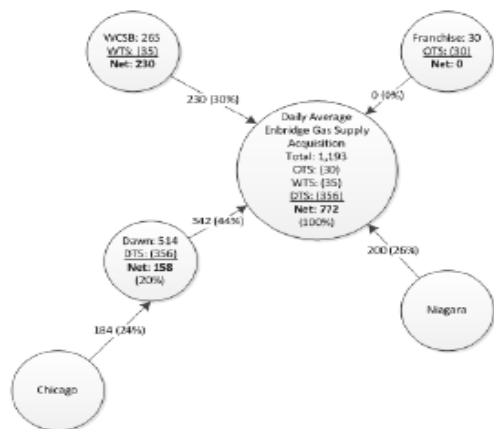 WCSB: 265
WTS: (35)
Net: 230
Franchise: 30
OTS: (30)
Net: 0
230 (30%)
0 (0%)
Daily Average
Enbridge Gas Supply
Acquisition
Total: 1,193
OTS: (30)
WTS: (35)
DTS: (356)
Net: 772
(100%)
342 (44%)
Dawn: 514
DTS: (356)
Net: 158
(20%)
200 (26%)
184 (24%)
Niagara
Chicago